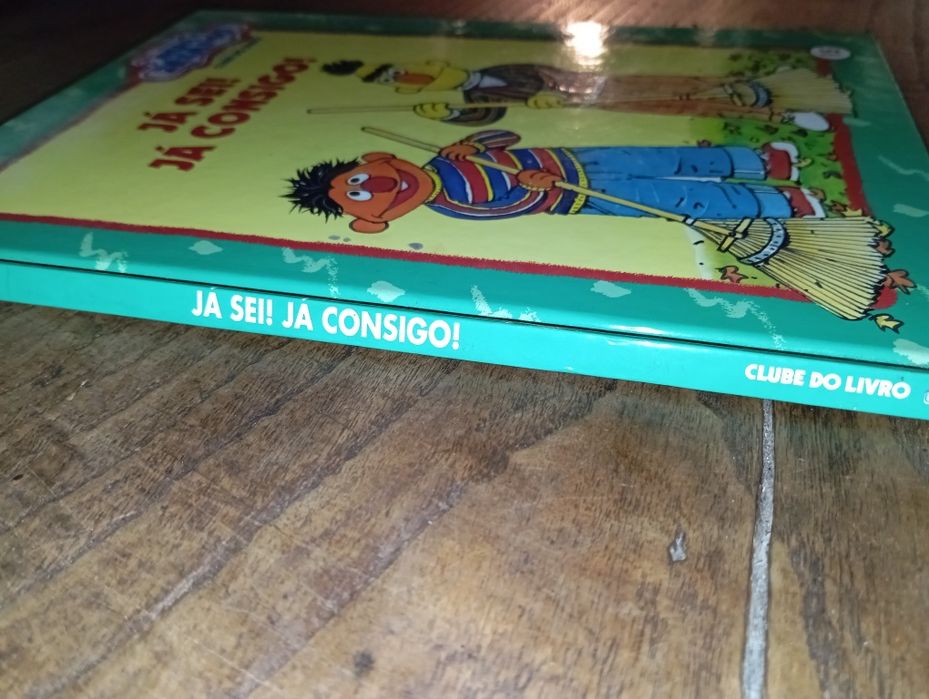 JÁ SEI!
JÁ CONSIGO!
JÁ SEI! JÁ CONSIGO!
CLUBE DO LIVRO